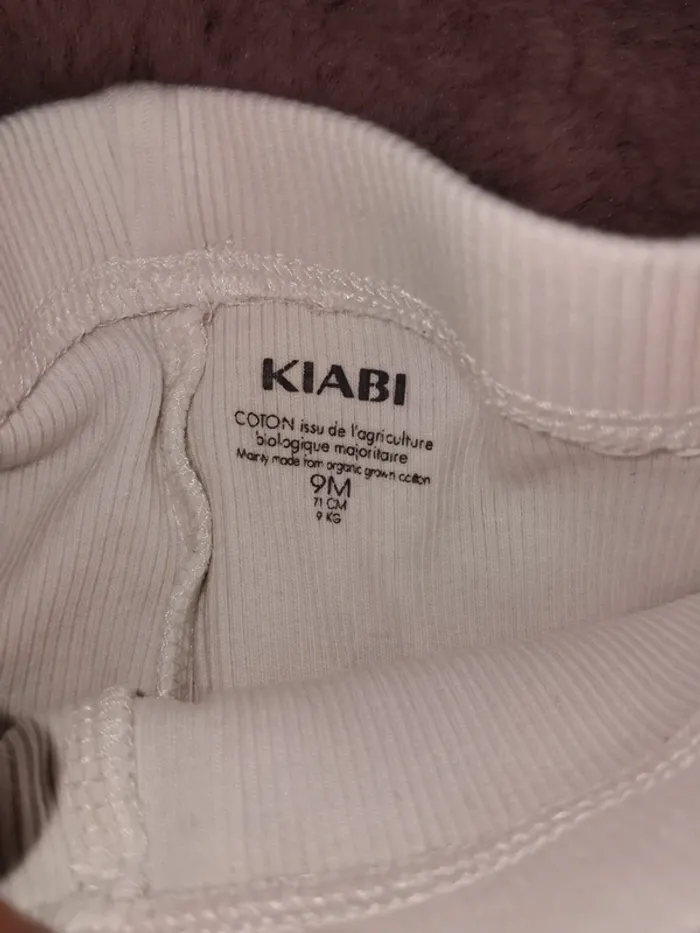 KIABI
COTON issu de l'agriculture
biologique majoritaire
Mainly made from organic grown cotton
9M
71 CM
9 KG